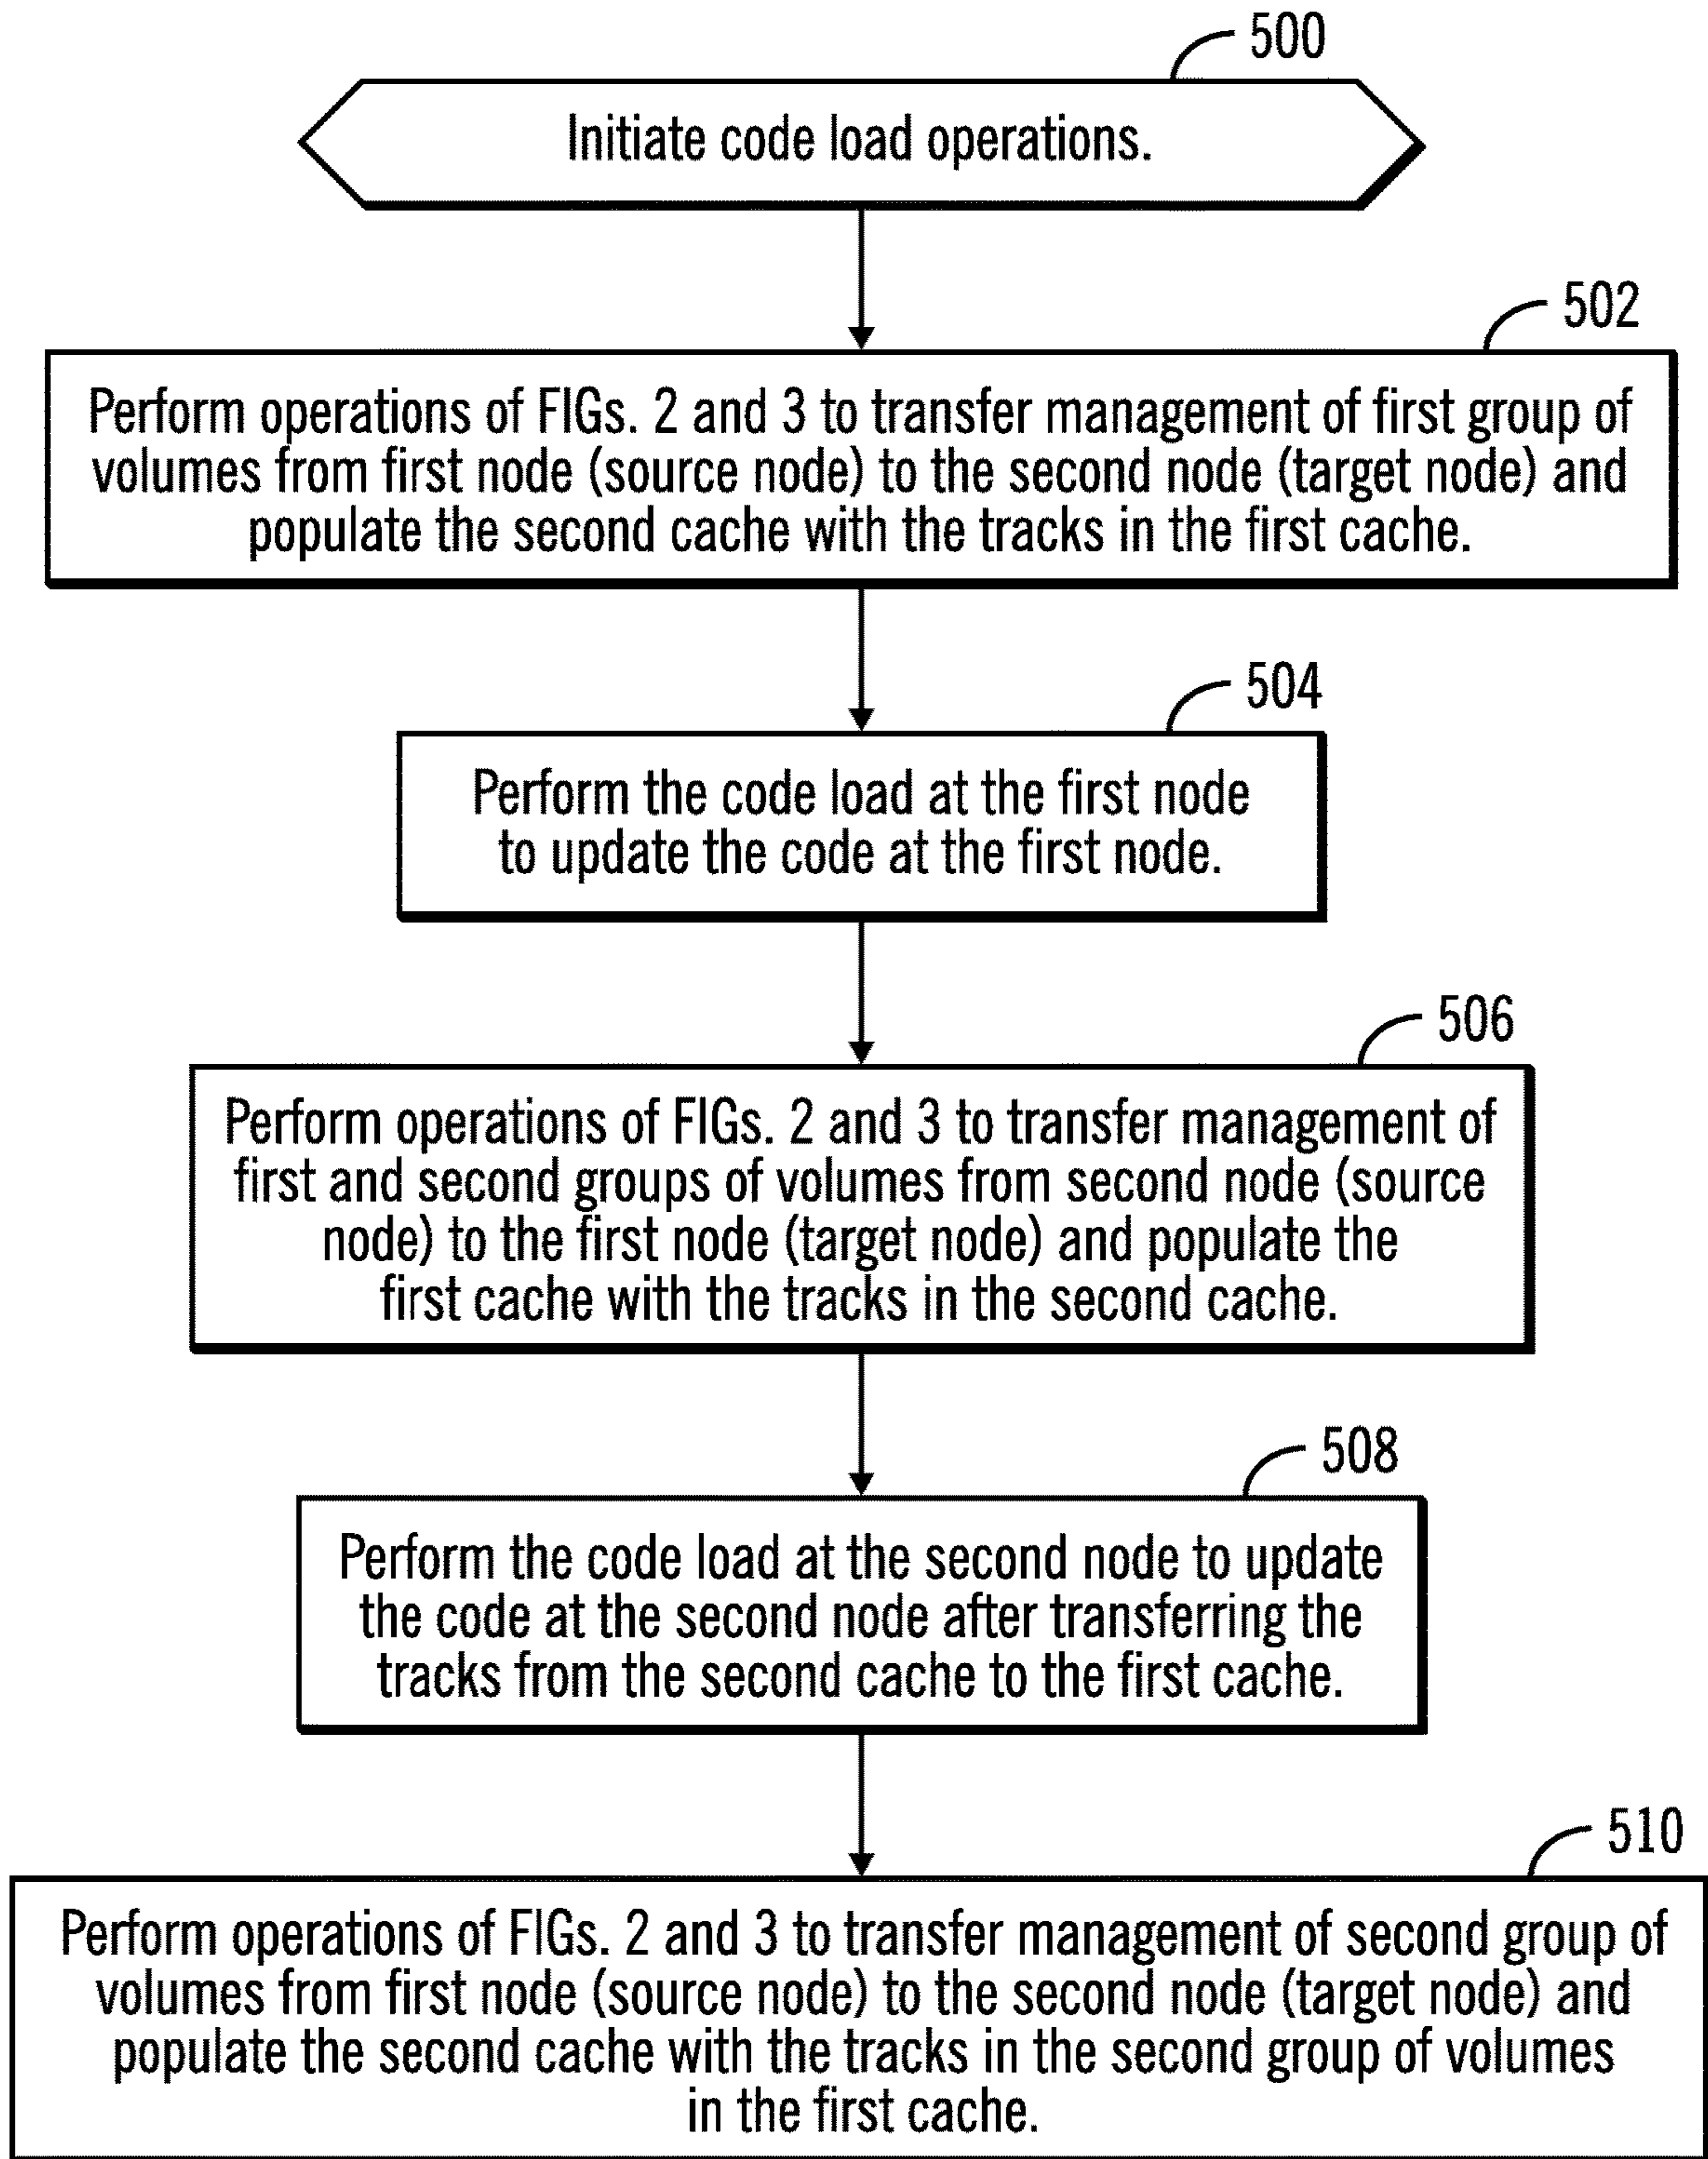 500
Initiate code load operations.
502
Perform operations of FIGs. 2 and 3 to transfer management of first group of
volumes from first node (source node) to the second node (target node) and
populate the second cache with the tracks in the first cache.
504
Perform the code load at the first node
to update the code at the first node.
506
Perform operations of FIGs. 2 and 3 to transfer management of
first and second groups of volumes from second node (source
node) to the first node (target node) and populate the
first cache with the tracks in the second cache.
508
Perform the code load at the second node to update
the code at the second node after transferring the
tracks from the second cache to the first cache.
510
Perform operations of FIGs. 2 and 3 to transfer management of second group of
volumes from first node (source node) to the second node (target node) and
populate the second cache with the tracks in the second group of volumes
in the first cache.